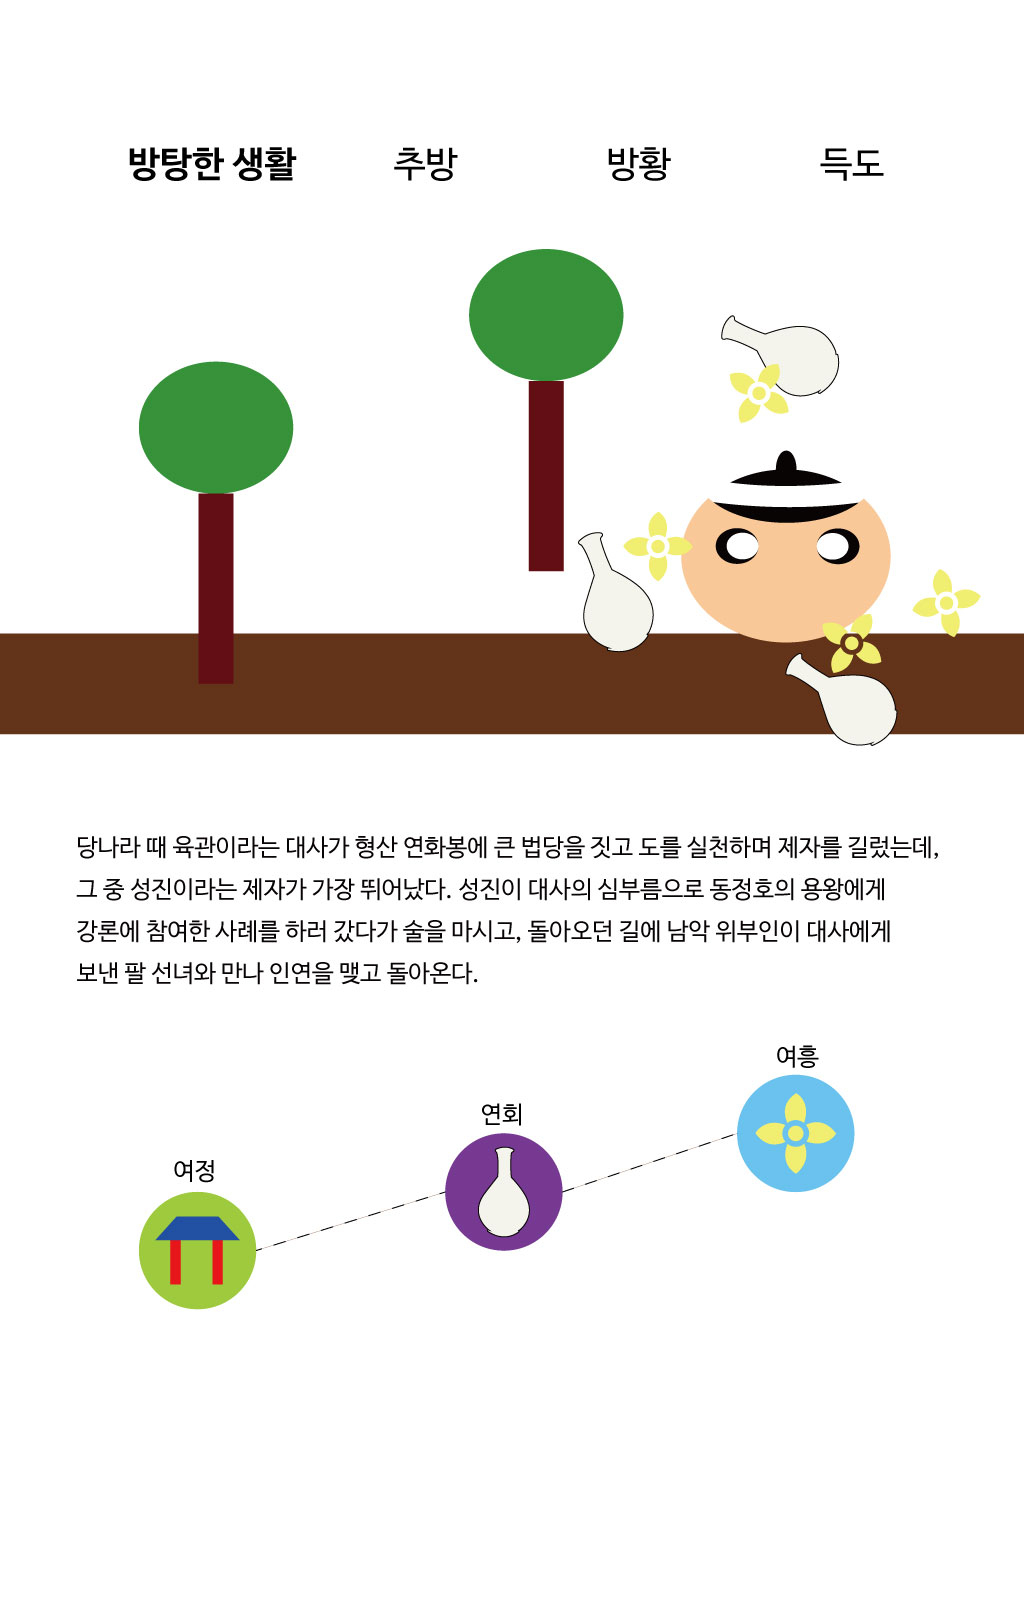 방탕한 생활 추방 방황 득도
당나라 때 육관이라는 대사가 형산 연화봉에 큰 법당을 짓고 도를 실천하며 제자를 길렀는데,
그 중 성진이라는 제자가 가장 뛰어났다. 성진이 대사의 심부름으로 동정호의 용왕에게
강론에 참여한 사례를 하러 갔다가 술을 마시고, 돌아오던 길에 남악 위부인이 대사에게
보낸 팔 선녀와 만나 인연을 맺고 돌아온다.
여정
연회
여흥